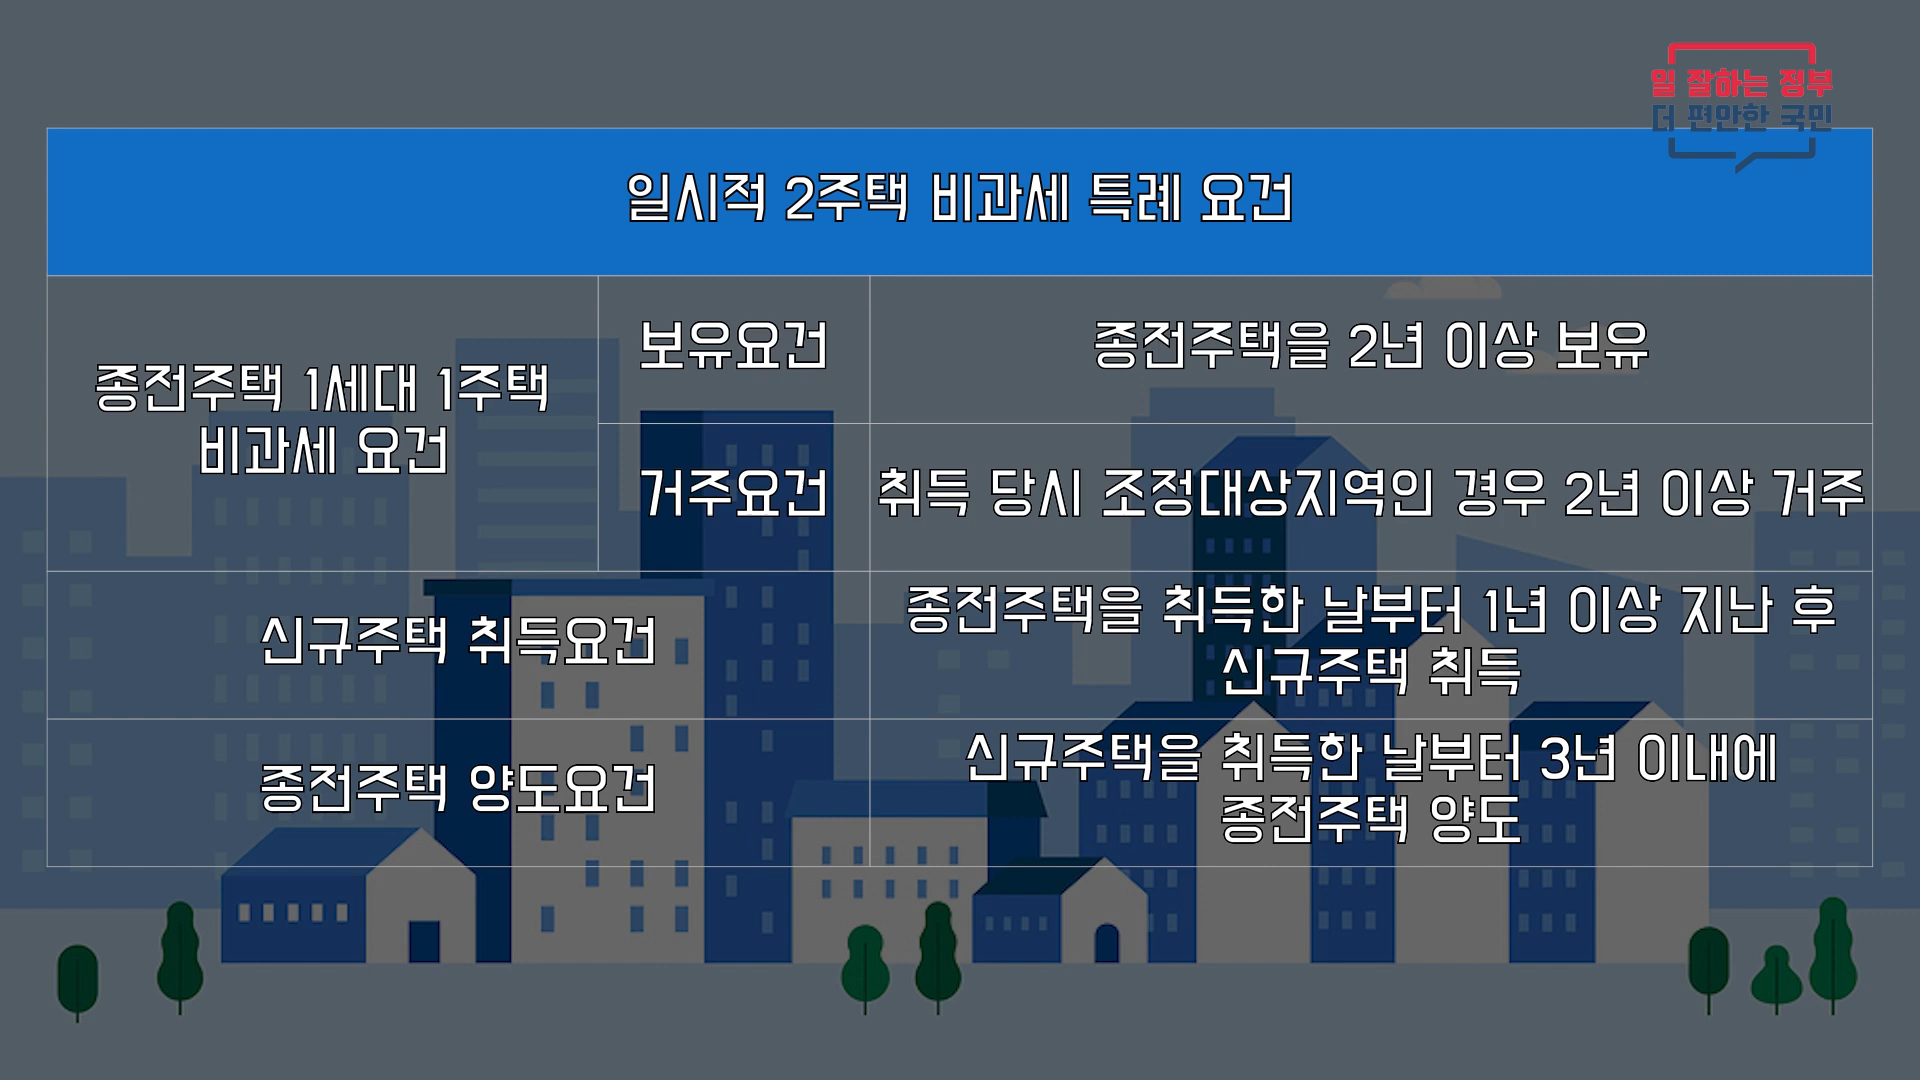 일 잘하는 정부
더 편안한 국민
일시적 2주택 비과세 특례 요건
종전주택 1세대 1주택
비과세 요건
보유요건
종전주택을 2년 이상 보유
거주요건
취득 당시 조정대상지역인 경우 2년 이상 거주
신규주택 취득요건
종전주택을 취득한 날부터 1년 이상 지난 후
신규주택 취득
종전주택 양도요건
신규주택을 취득한 날부터 3년 이내에
종전주택 양도